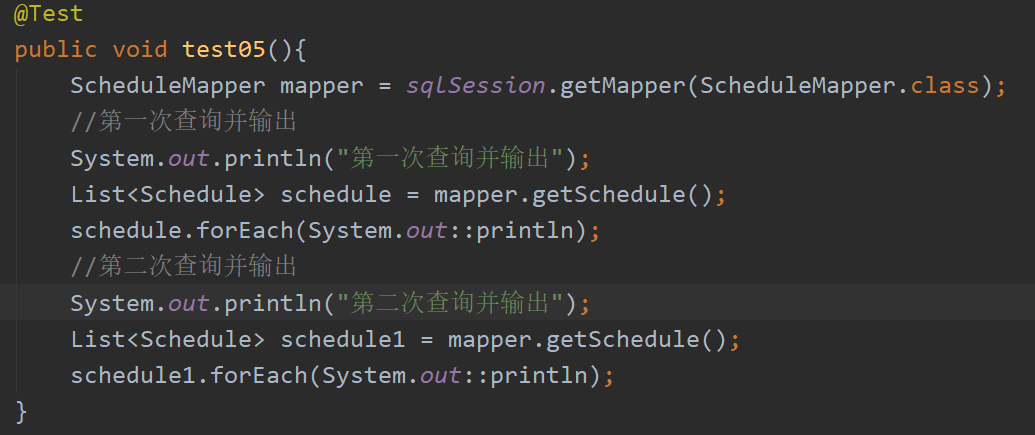 @Test
public void test05(){
    ScheduleMapper mapper = sqlSession.getMapper(ScheduleMapper.class);
    //第一次查询并输出
    System.out.println("第一次查询并输出");
    List<Schedule> schedule = mapper.getSchedule();
    schedule.forEach(System.out::println);
    //第二次查询并输出
    System.out.println("第二次查询并输出");
    List<Schedule> schedule1 = mapper.getSchedule();
    schedule1.forEach(System.out::println);
}